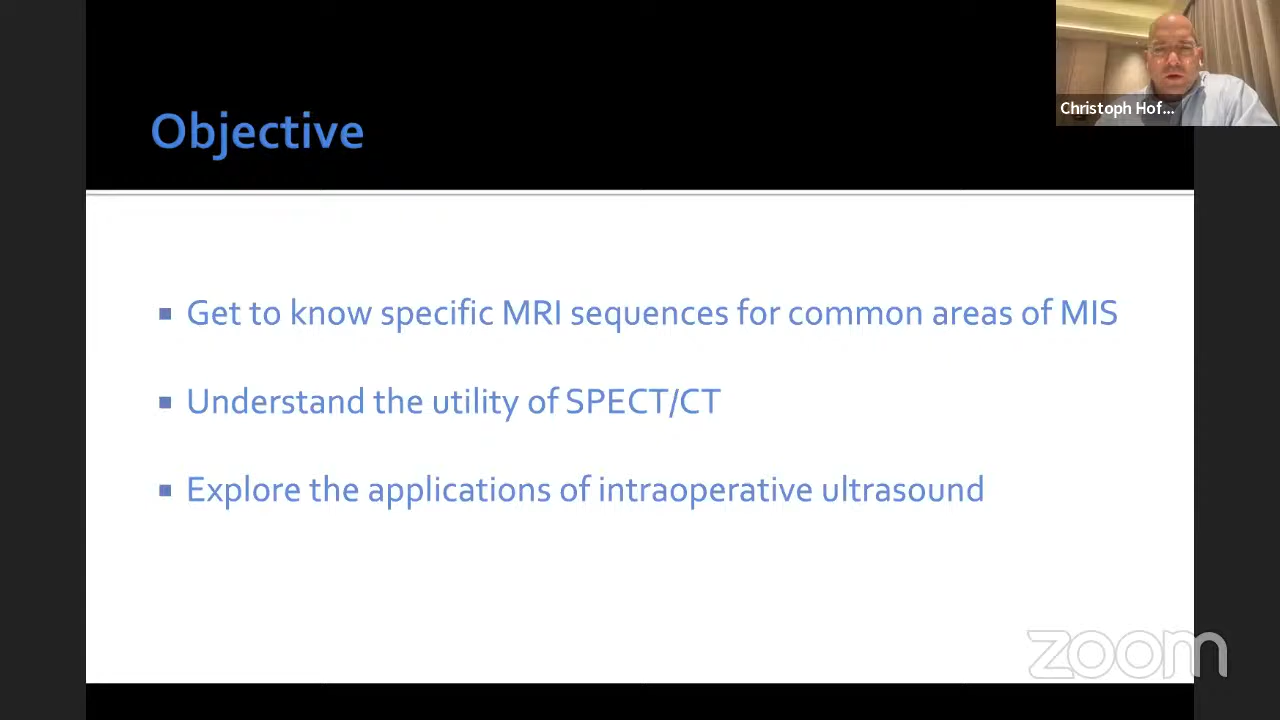 Christoph Hof...
Objective
Get to know specific MRI sequences for common areas of MIS
Understand the utility of SPECT/CT
Explore the applications of intraoperative ultrasound
zoom